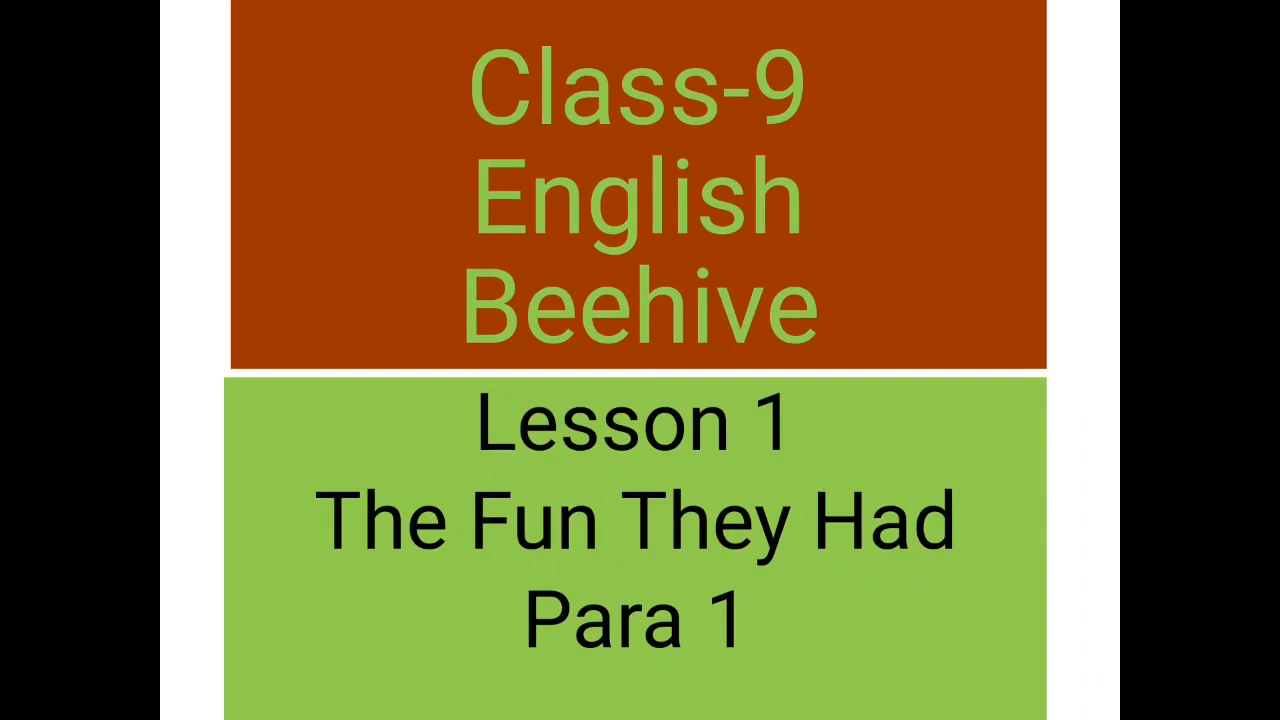 Class-9
English
Beehive
Lesson 1
The Fun They Had
Para 1